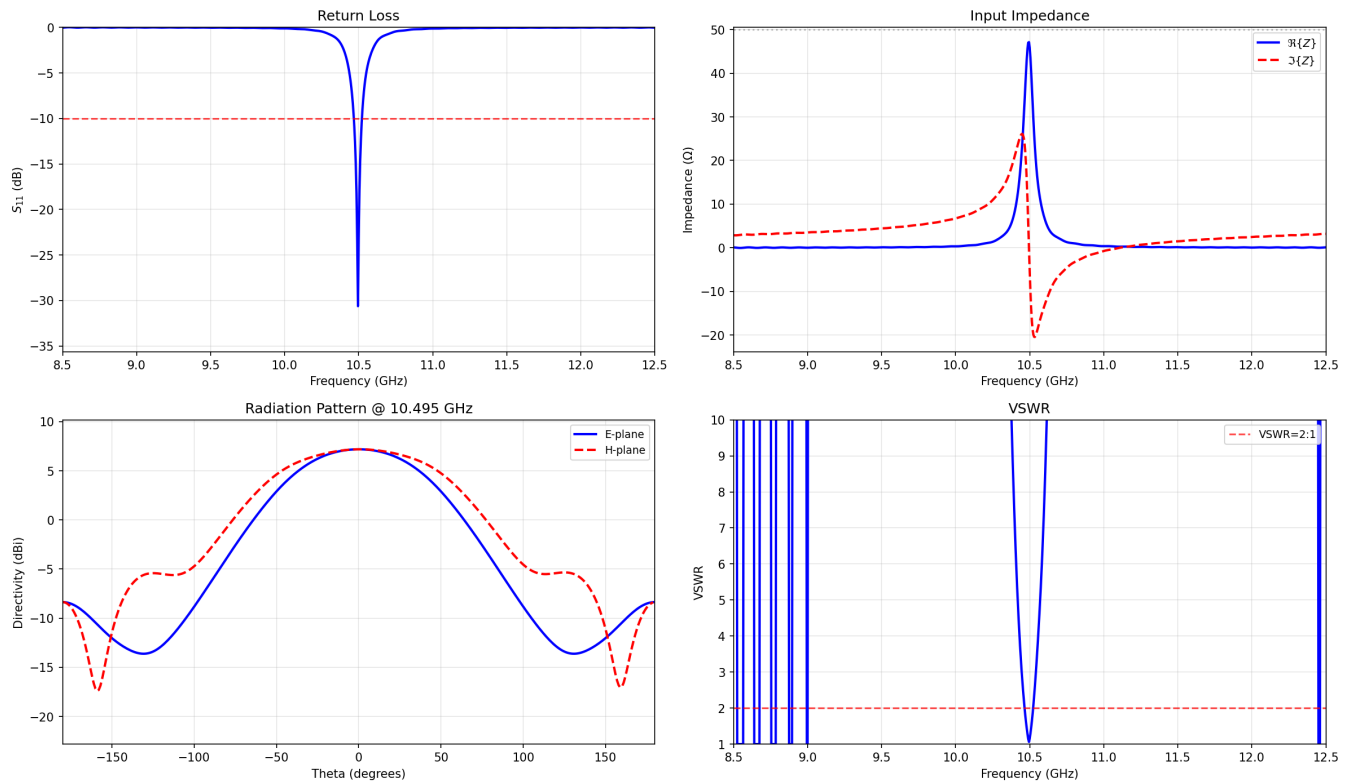 Return Loss
0
−5
−10
−15
−20
−25
−30
−35
S11 (dB)
8.5 9.0 9.5 10.0 10.5 11.0 11.5 12.0 12.5
Frequency (GHz)
Input Impedance
50
40
30
20
10
0
−10
−20
Impedance (Ω)
ℜ{Z}
ℑ{Z}
8.5 9.0 9.5 10.0 10.5 11.0 11.5 12.0 12.5
Frequency (GHz)
Radiation Pattern @ 10.495 GHz
10
5
0
−5
−10
−15
−20
Directivity (dBi)
E-plane
H-plane
−150 −100 −50 0 50 100 150
Theta (degrees)
VSWR
10
9
8
7
6
5
4
3
2
1
VSWR
VSWR=2:1
8.5 9.0 9.5 10.0 10.5 11.0 11.5 12.0 12.5
Frequency (GHz)